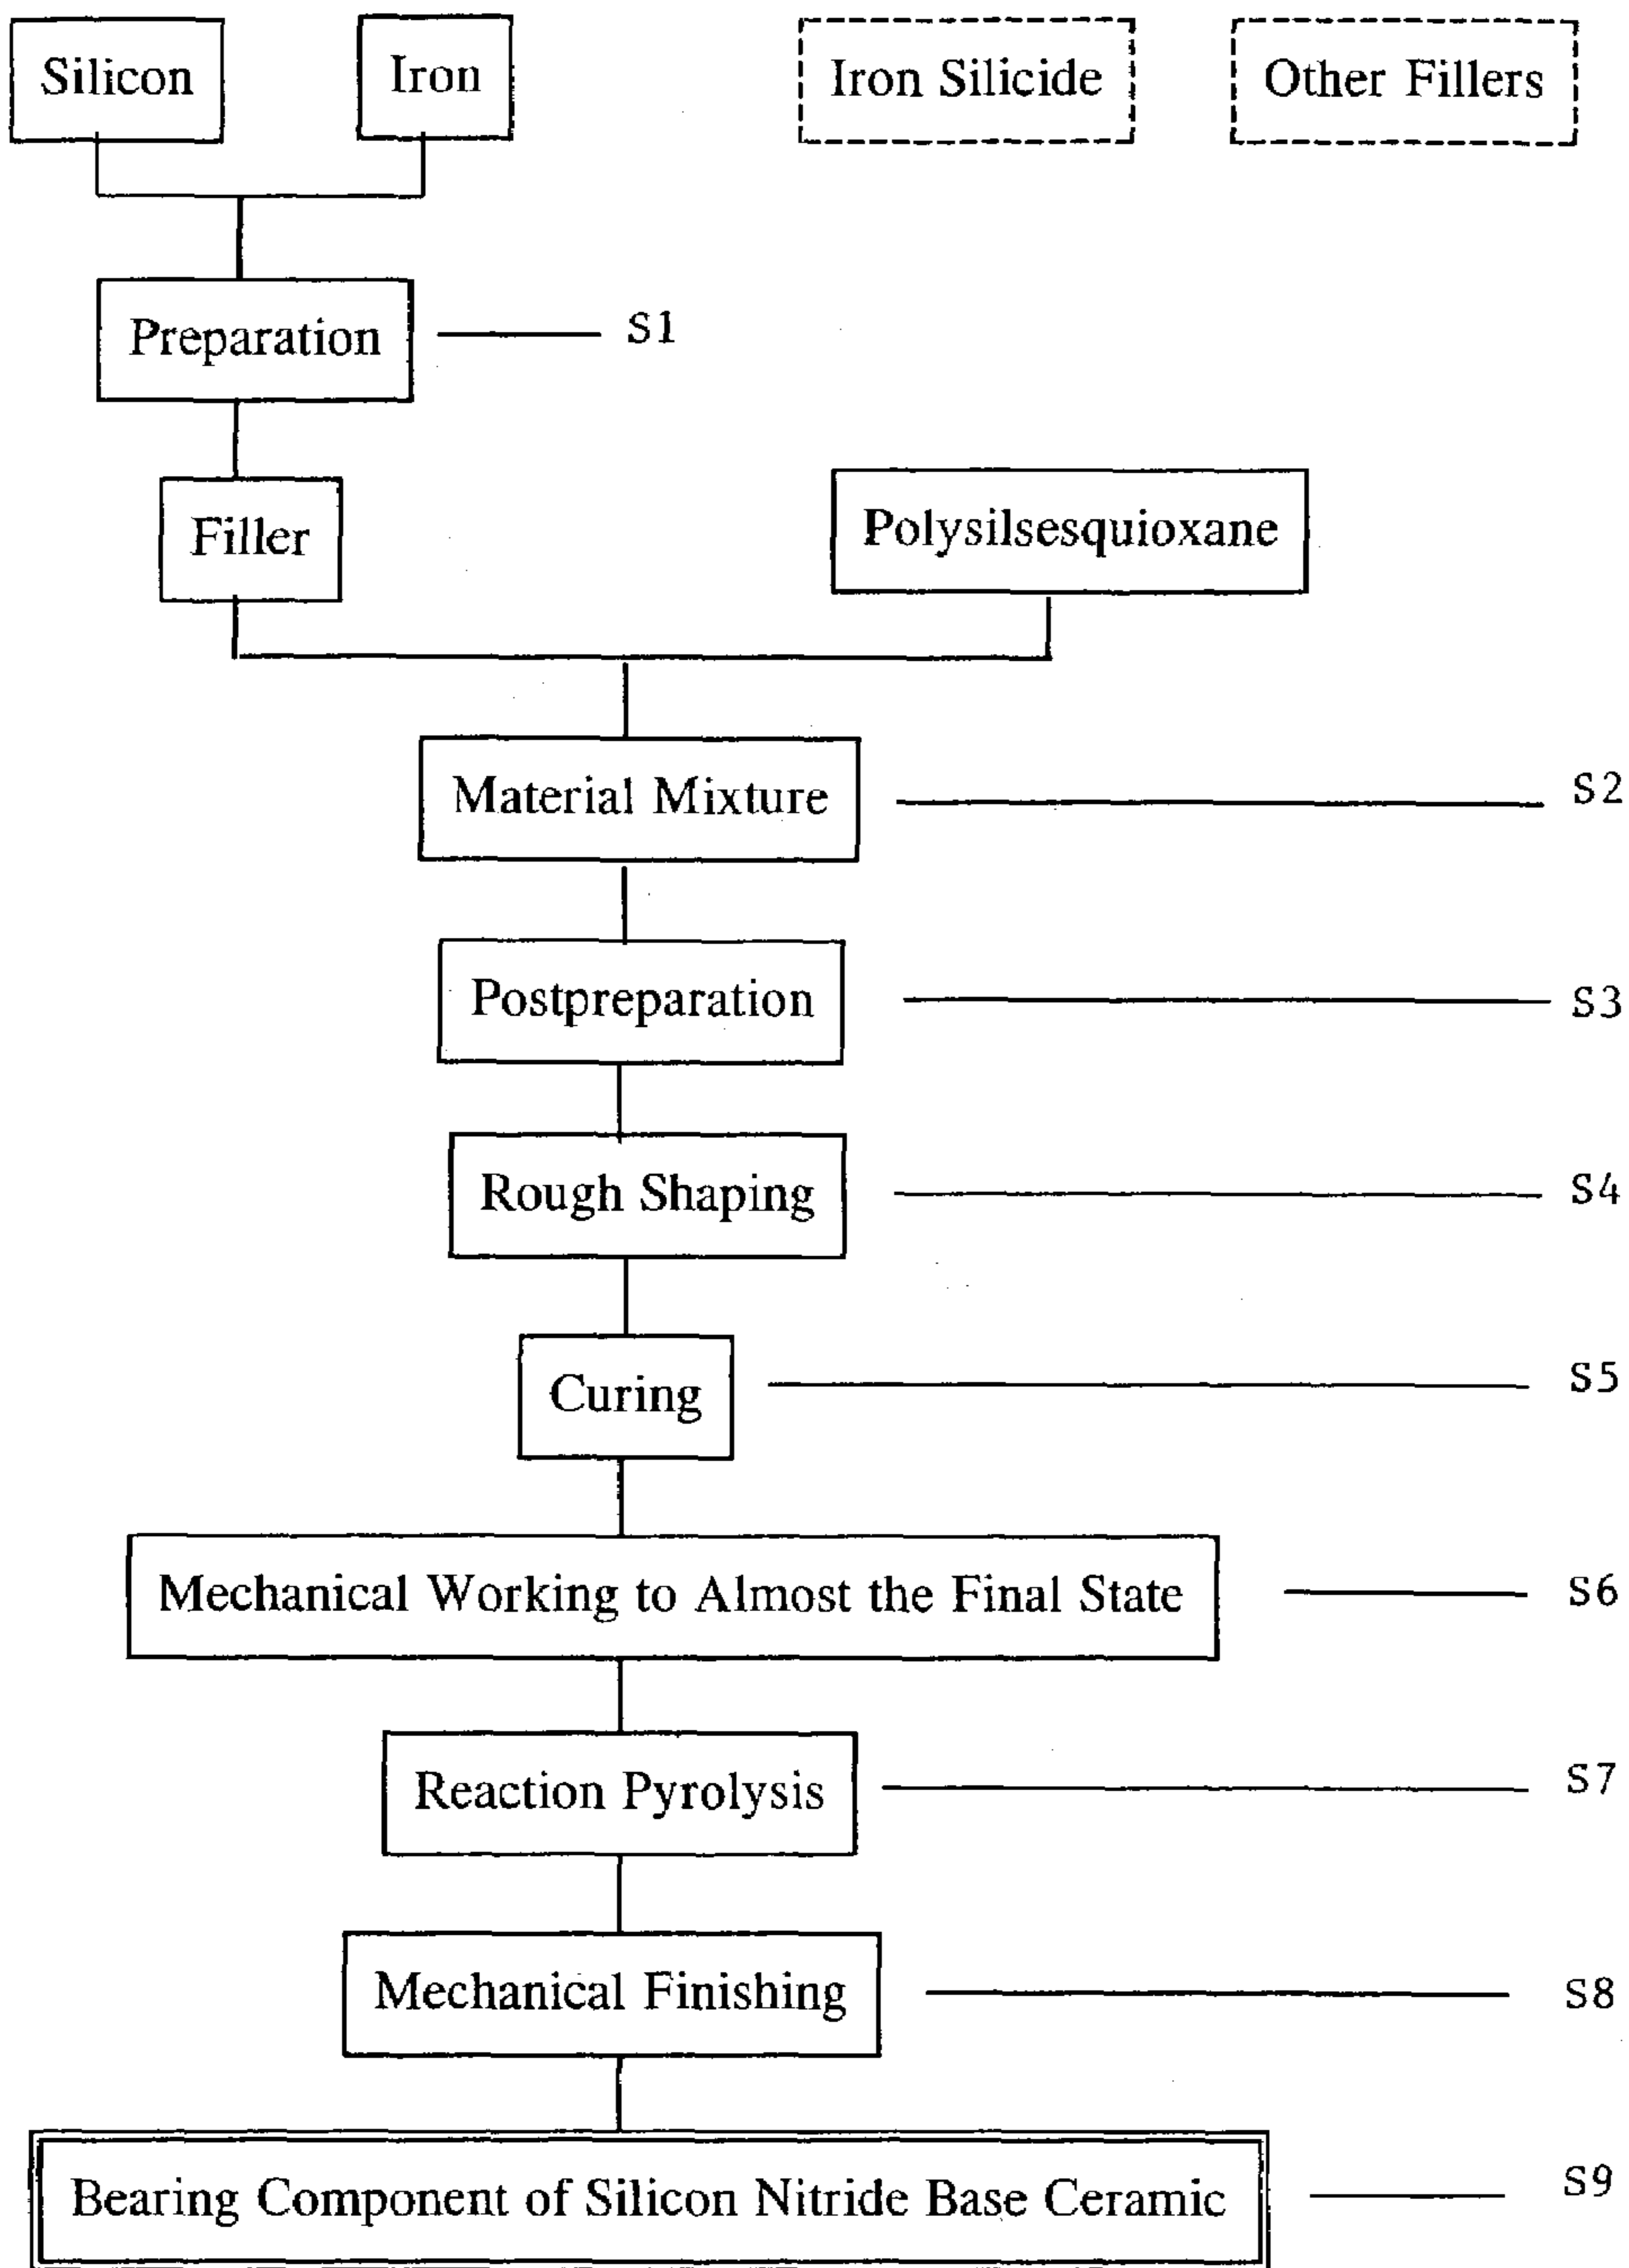 Silicon
Iron
Iron Silicide
Other Fillers
Preparation
S1
Filler
Polysilsesquioxane
Material Mixture
S2
Postpreparation
S3
Rough Shaping
S4
Curing
S5
Mechanical Working to Almost the Final State
S6
Reaction Pyrolysis
S7
Mechanical Finishing
S8
Bearing Component of Silicon Nitride Base Ceramic
S9